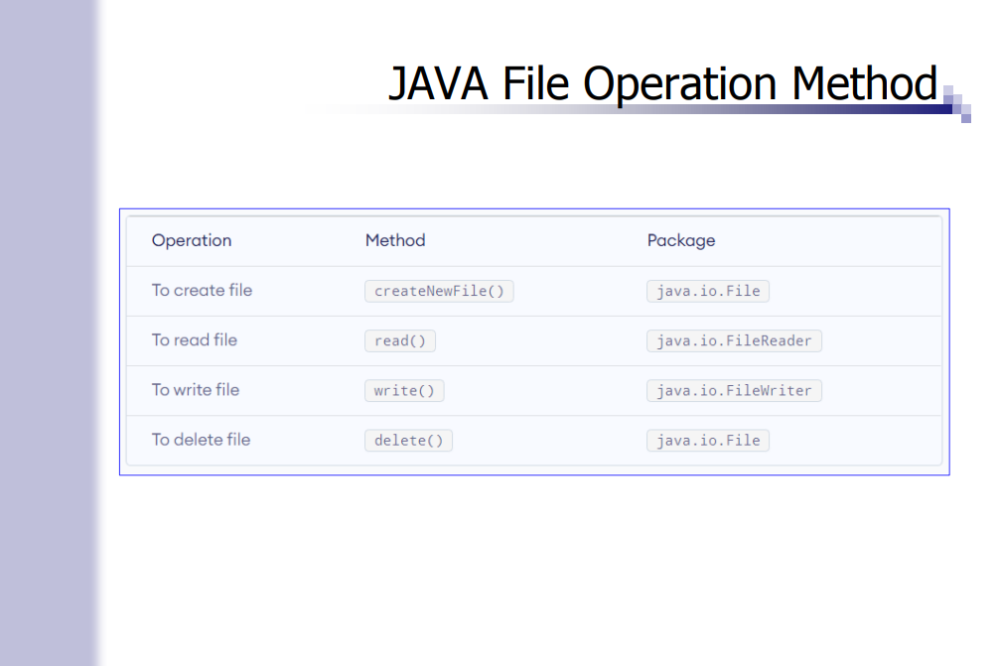 JAVA File Operation Method
Operation Method Package
To create file createNewFile() java.io.File
To read file read() java.io.FileReader
To write file write() java.io.FileWriter
To delete file delete() java.io.File